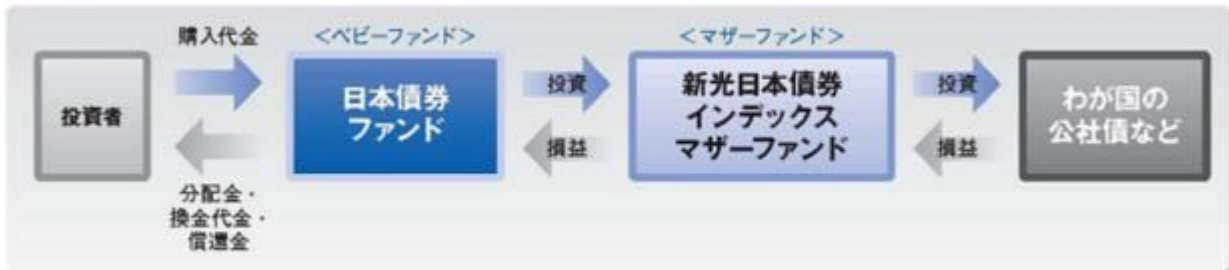 購入代金
<ベビーファンド>
<マザーファンド>
投資者
日本債券
ファンド
投資
損益
新光日本債券
インデックス
マザーファンド
投資
損益
わが国の
公社債など
分配金・
換金代金・
償還金